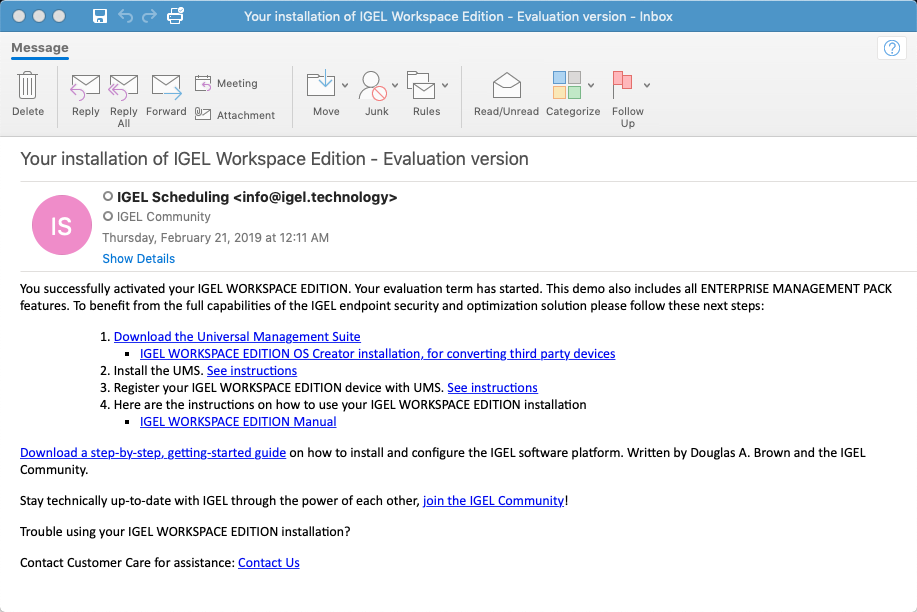 Your installation of IGEL Workspace Edition - Evaluation version - Inbox
Message
?
Delete
Reply
Reply All
Forward
Meeting
Attachment
Move
Junk
Rules
Read/Unread
Categorize
Follow Up
Your installation of IGEL Workspace Edition - Evaluation version
IS
IGEL Scheduling <info@igel.technology>
IGEL Community
Thursday, February 21, 2019 at 12:11 AM
Show Details
You successfully activated your IGEL WORKSPACE EDITION. Your evaluation term has started. This demo also includes all ENTERPRISE MANAGEMENT PACK
features. To benefit from the full capabilities of the IGEL endpoint security and optimization solution please follow these next steps:
1. Download the Universal Management Suite
▪ IGEL WORKSPACE EDITION OS Creator installation, for converting third party devices
2. Install the UMS. See instructions
3. Register your IGEL WORKSPACE EDITION device with UMS. See instructions
4. Here are the instructions on how to use your IGEL WORKSPACE EDITION installation
▪ IGEL WORKSPACE EDITION Manual
Download a step-by-step, getting-started guide on how to install and configure the IGEL software platform. Written by Douglas A. Brown and the IGEL
Community.
Stay technically up-to-date with IGEL through the power of each other, join the IGEL Community!
Trouble using your IGEL WORKSPACE EDITION installation?
Contact Customer Care for assistance: Contact Us